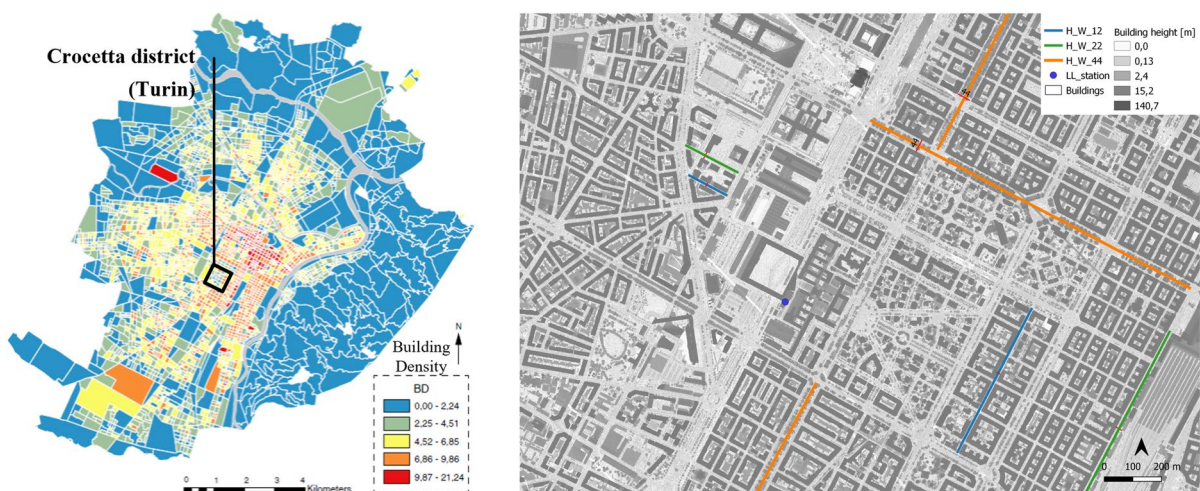 Crocetta district
(Turin)
Building
Density
N
BD
0,00 - 2,24
2,25 - 4,51
4,52 - 6,85
6,86 - 9,86
9,87 - 21,24
0 1 2 3 4
Kilometers
H_W_12
H_W_22
H_W_44
LL_station
Buildings
Building height [m]
0,0
0,13
2,4
15,2
140,7
44
44
0 100 200 m